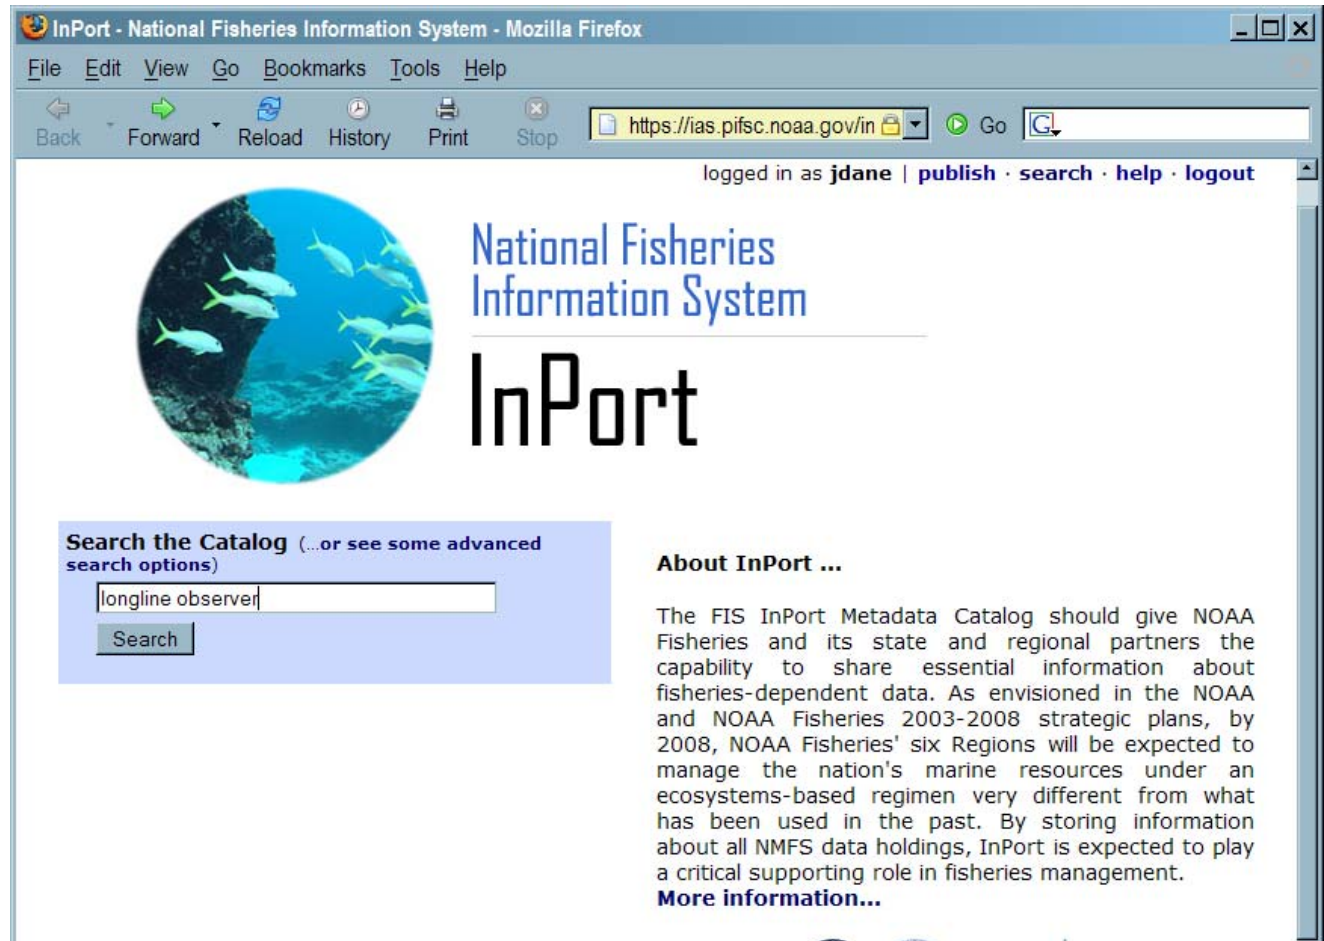 InPort - National Fisheries Information System - Mozilla Firefox
File Edit View Go Bookmarks Tools Help
Back Forward Reload History Print Stop https://ias.pifsc.noaa.gov/in Go G
logged in as jdane | publish · search · help · logout
National Fisheries
Information System
InPort
Search the Catalog (...or see some advanced
search options)
longline observer
Search
About InPort ...
The FIS InPort Metadata Catalog should give NOAA
Fisheries and its state and regional partners the
capability to share essential information about
fisheries-dependent data. As envisioned in the NOAA
and NOAA Fisheries 2003-2008 strategic plans, by
2008, NOAA Fisheries' six Regions will be expected to
manage the nation's marine resources under an
ecosystems-based regimen very different from what
has been used in the past. By storing information
about all NMFS data holdings, InPort is expected to play
a critical supporting role in fisheries management.
More information...